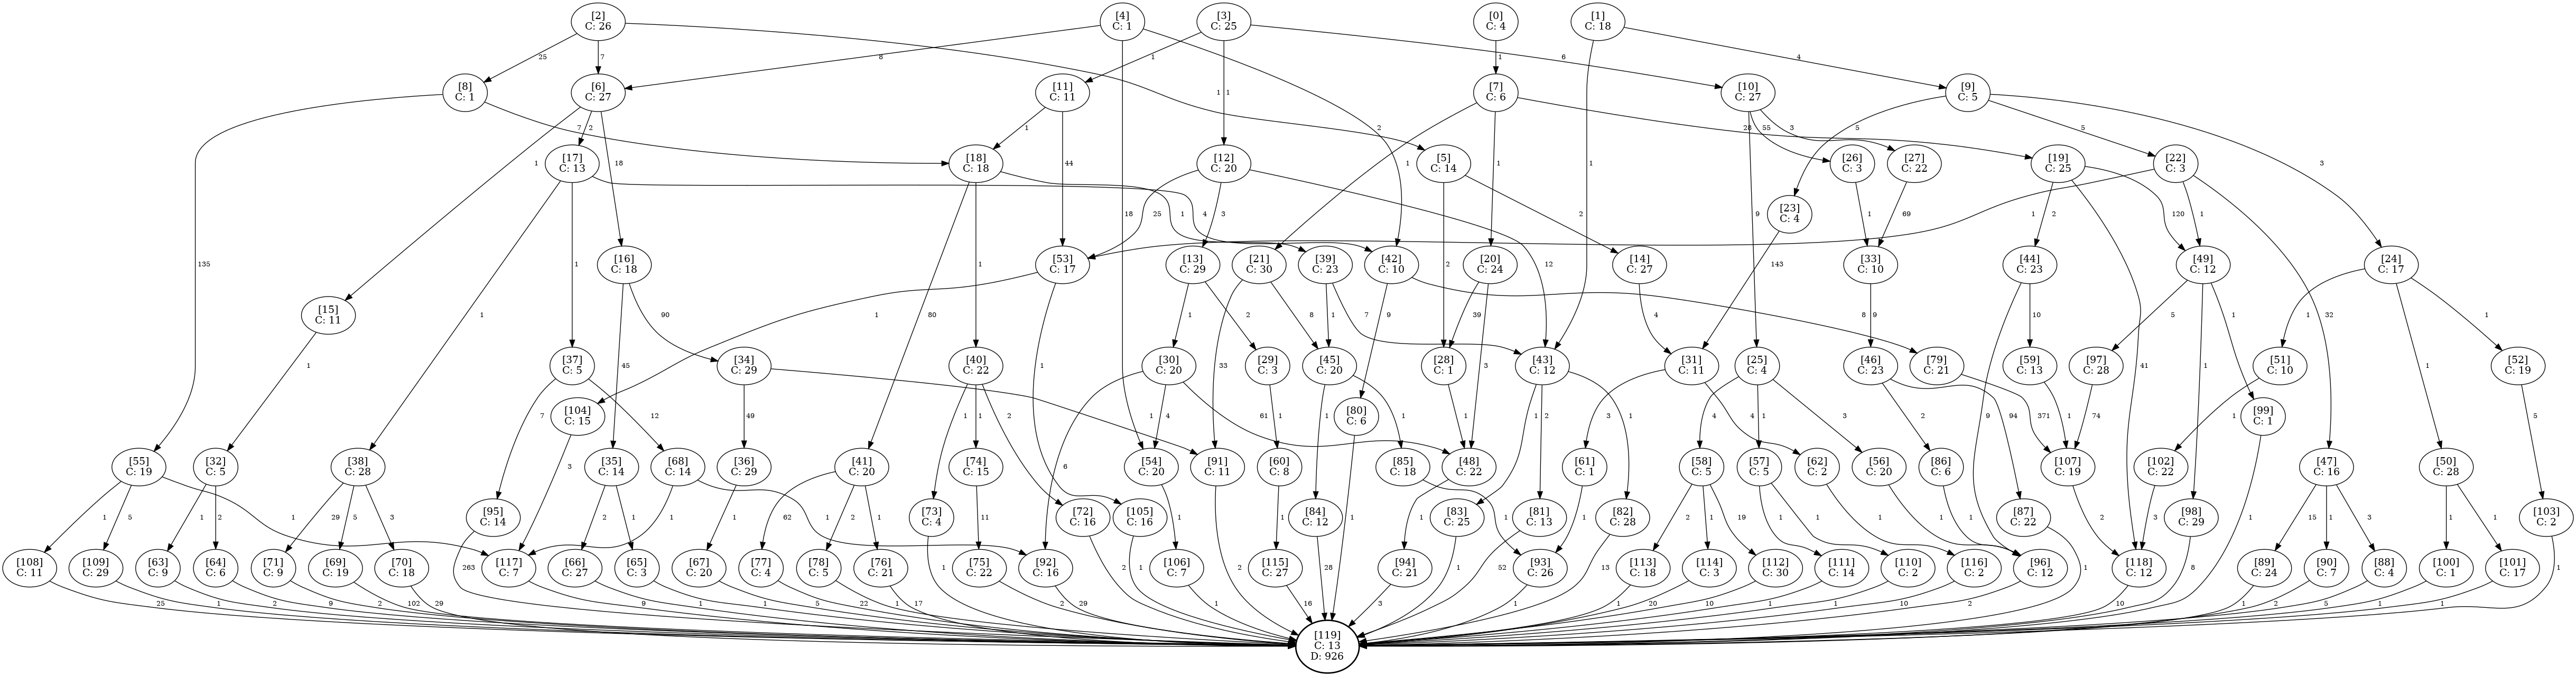 [2]
C: 26
[4]
C: 1
[3]
C: 25
[0]
C: 4
[1]
C: 18
25
7
1
8
18
2
1
1
6
1
1
4
[8]
C: 1
[6]
C: 27
[11]
C: 11
[7]
C: 6
[10]
C: 27
[9]
C: 5
135
7
1
2
18
1
44
1
1
28
9
55
3
5
5
3
[17]
C: 13
[18]
C: 18
[12]
C: 20
[5]
C: 14
[26]
C: 3
[27]
C: 22
[19]
C: 25
[22]
C: 3
1
1
4
80
1
1
25
3
12
2
2
1
69
2
41
120
1
1
32
[23]
C: 4
143
[16]
C: 18
[53]
C: 17
[13]
C: 29
[21]
C: 30
[39]
C: 23
[42]
C: 10
[20]
C: 24
[14]
C: 27
[33]
C: 10
[44]
C: 23
[49]
C: 12
[24]
C: 17
45
90
1
1
1
2
33
8
1
7
9
8
39
3
4
9
9
10
5
1
1
1
1
1
[15]
C: 11
1
[37]
C: 5
[34]
C: 29
[40]
C: 22
[30]
C: 20
[29]
C: 3
[45]
C: 20
[28]
C: 1
[43]
C: 12
[31]
C: 11
[25]
C: 4
[46]
C: 23
[79]
C: 21
[59]
C: 13
[97]
C: 28
[51]
C: 10
[52]
C: 19
7
12
49
1
1
1
2
6
4
61
1
1
1
1
1
2
1
3
4
4
1
3
2
94
371
1
74
1
5
[104]
C: 15
3
[80]
C: 6
1
[99]
C: 1
1
[55]
C: 19
[32]
C: 5
[38]
C: 28
[35]
C: 14
[68]
C: 14
[36]
C: 29
[41]
C: 20
[74]
C: 15
[54]
C: 20
[91]
C: 11
[60]
C: 8
[85]
C: 18
[48]
C: 22
[61]
C: 1
[58]
C: 5
[57]
C: 5
[62]
C: 2
[56]
C: 20
[86]
C: 6
[107]
C: 19
[102]
C: 22
[47]
C: 16
[50]
C: 28
1
5
1
1
2
29
5
3
2
1
1
1
1
62
2
1
11
1
2
1
1
1
1
2
1
19
1
1
1
1
1
2
3
15
1
3
1
1
[95]
C: 14
[73]
C: 4
[72]
C: 16
[105]
C: 16
[84]
C: 12
[83]
C: 25
[81]
C: 13
[82]
C: 28
[87]
C: 22
[98]
C: 29
[103]
C: 2
263
1
2
1
28
1
52
13
1
8
1
[108]
C: 11
[109]
C: 29
[63]
C: 9
[64]
C: 6
[71]
C: 9
[69]
C: 19
[70]
C: 18
[117]
C: 7
[66]
C: 27
[65]
C: 3
[67]
C: 20
[77]
C: 4
[78]
C: 5
[76]
C: 21
[75]
C: 22
[92]
C: 16
[106]
C: 7
[115]
C: 27
[94]
C: 21
[93]
C: 26
[113]
C: 18
[114]
C: 3
[112]
C: 30
[111]
C: 14
[110]
C: 2
[116]
C: 2
[96]
C: 12
[118]
C: 12
[89]
C: 24
[90]
C: 7
[88]
C: 4
[100]
C: 1
[101]
C: 17
25
1
2
9
2
102
29
9
1
1
5
22
1
17
2
29
1
16
3
1
1
20
10
1
1
10
2
10
1
2
5
1
1
[119]
C: 13
D: 926